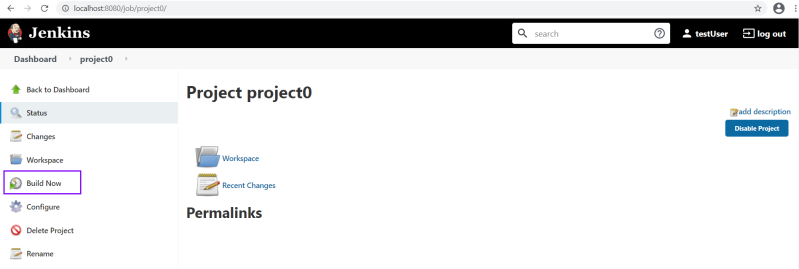 localhost:8080/job/project0/
Jenkins
search
testUser
log out
Dashboard
project0
Back to Dashboard
Status
Changes
Workspace
Build Now
Configure
Delete Project
Rename
Project project0
add description
Disable Project
Workspace
Recent Changes
Permalinks